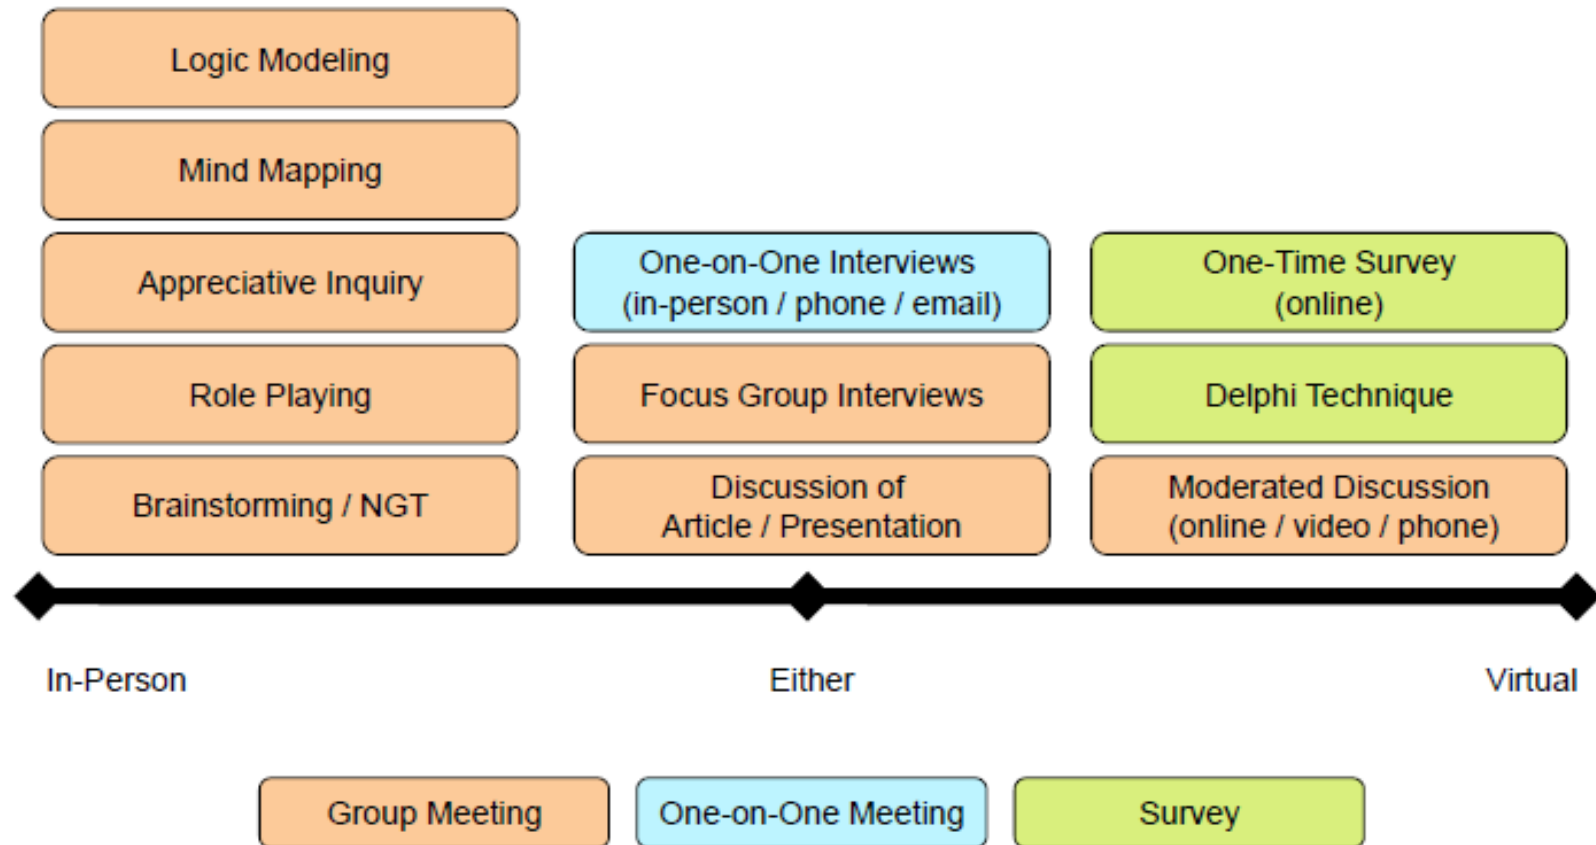 Logic Modeling
Mind Mapping
Appreciative Inquiry
Role Playing
Brainstorming / NGT
One-on-One Interviews
(in-person / phone / email)
Focus Group Interviews
Discussion of
Article / Presentation
One-Time Survey
(online)
Delphi Technique
Moderated Discussion
(online / video / phone)
In-Person
Either
Virtual
Group Meeting
One-on-One Meeting
Survey